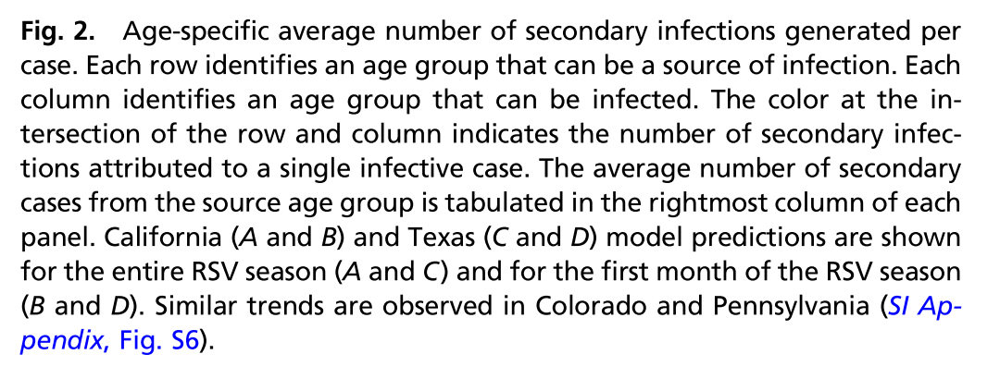 Fig. 2. Age-specific average number of secondary infections generated per
case. Each row identifies an age group that can be a source of infection. Each
column identifies an age group that can be infected. The color at the in-
tersection of the row and column indicates the number of secondary infec-
tions attributed to a single infective case. The average number of secondary
cases from the source age group is tabulated in the rightmost column of each
panel. California (A and B) and Texas (C and D) model predictions are shown
for the entire RSV season (A and C) and for the first month of the RSV season
(B and D). Similar trends are observed in Colorado and Pennsylvania (SI Ap-
pendix, Fig. S6).